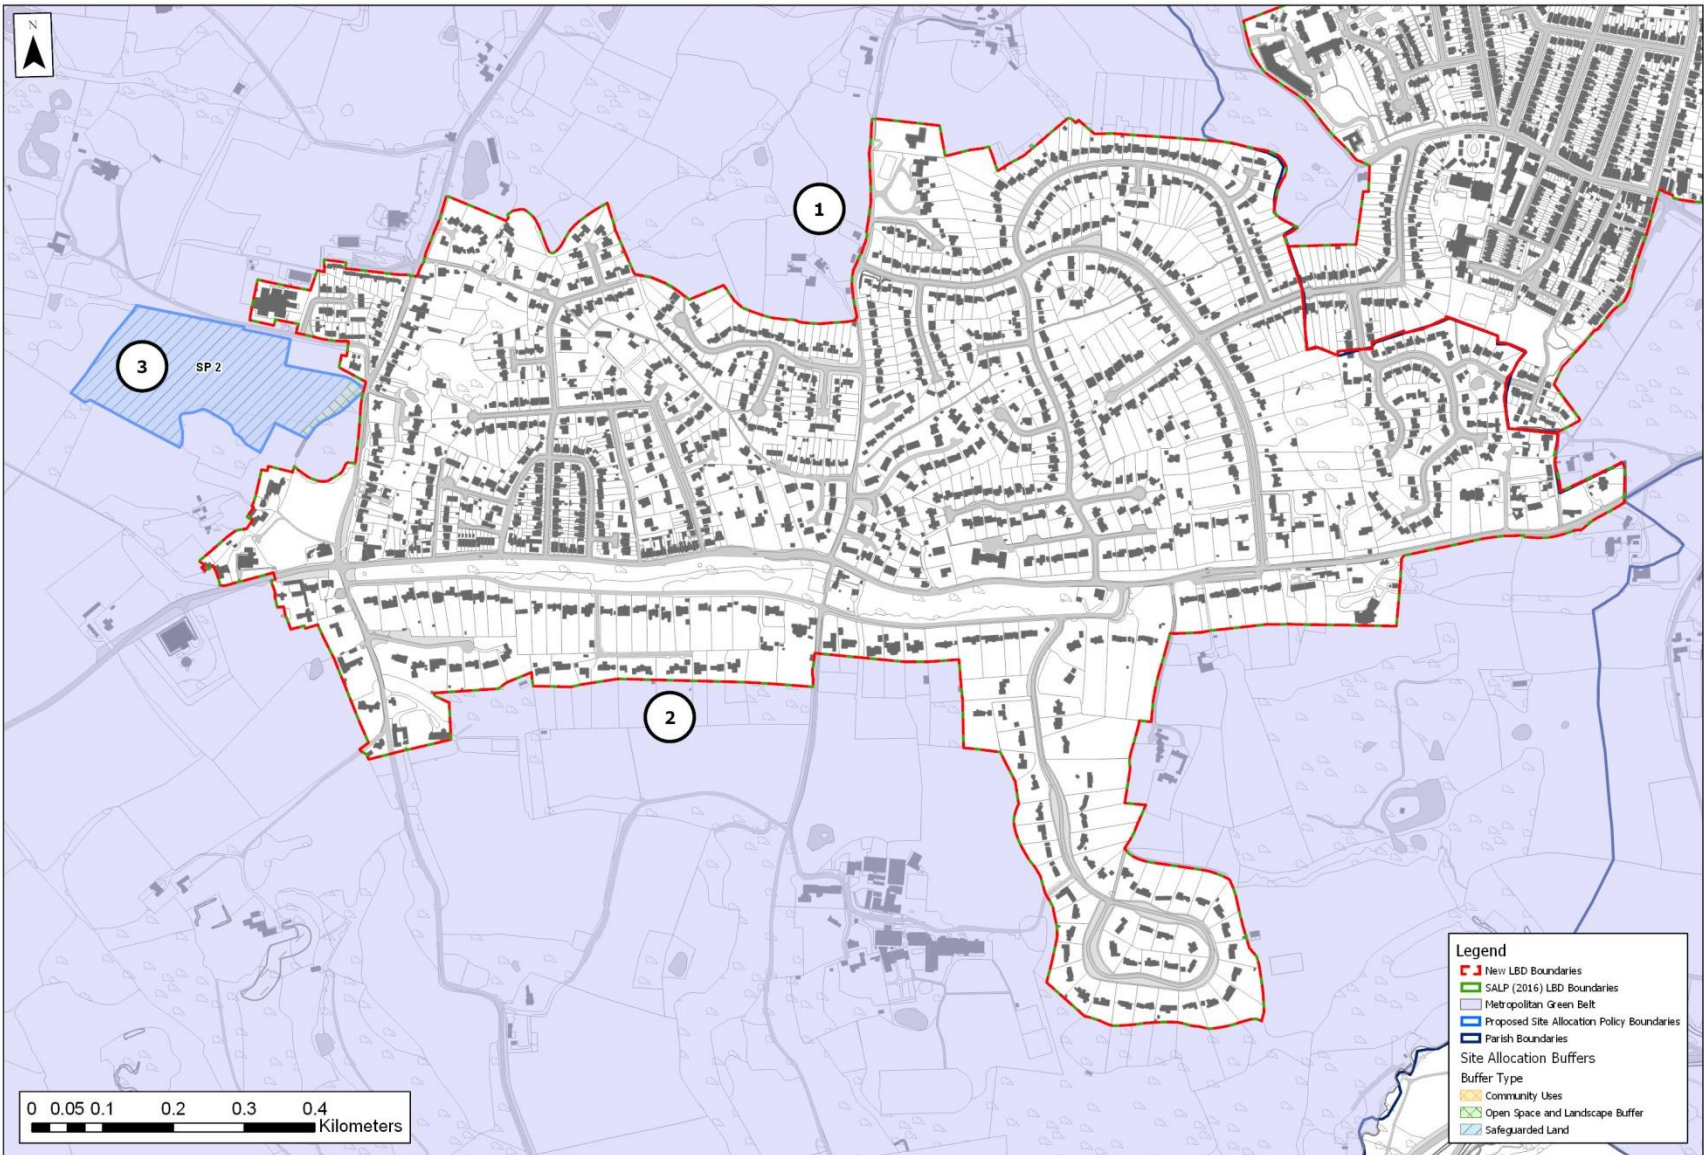 N
1
3
SP 2
2
Legend
New LBD Boundaries
SALP (2016) LBD Boundaries
Metropolitan Green Belt
Proposed Site Allocation Policy Boundaries
Parish Boundaries
Site Allocation Buffers
Buffer Type
Community Uses
Open Space and Landscape Buffer
Safeguarded Land
0 0.05 0.1 0.2 0.3 0.4
Kilometers